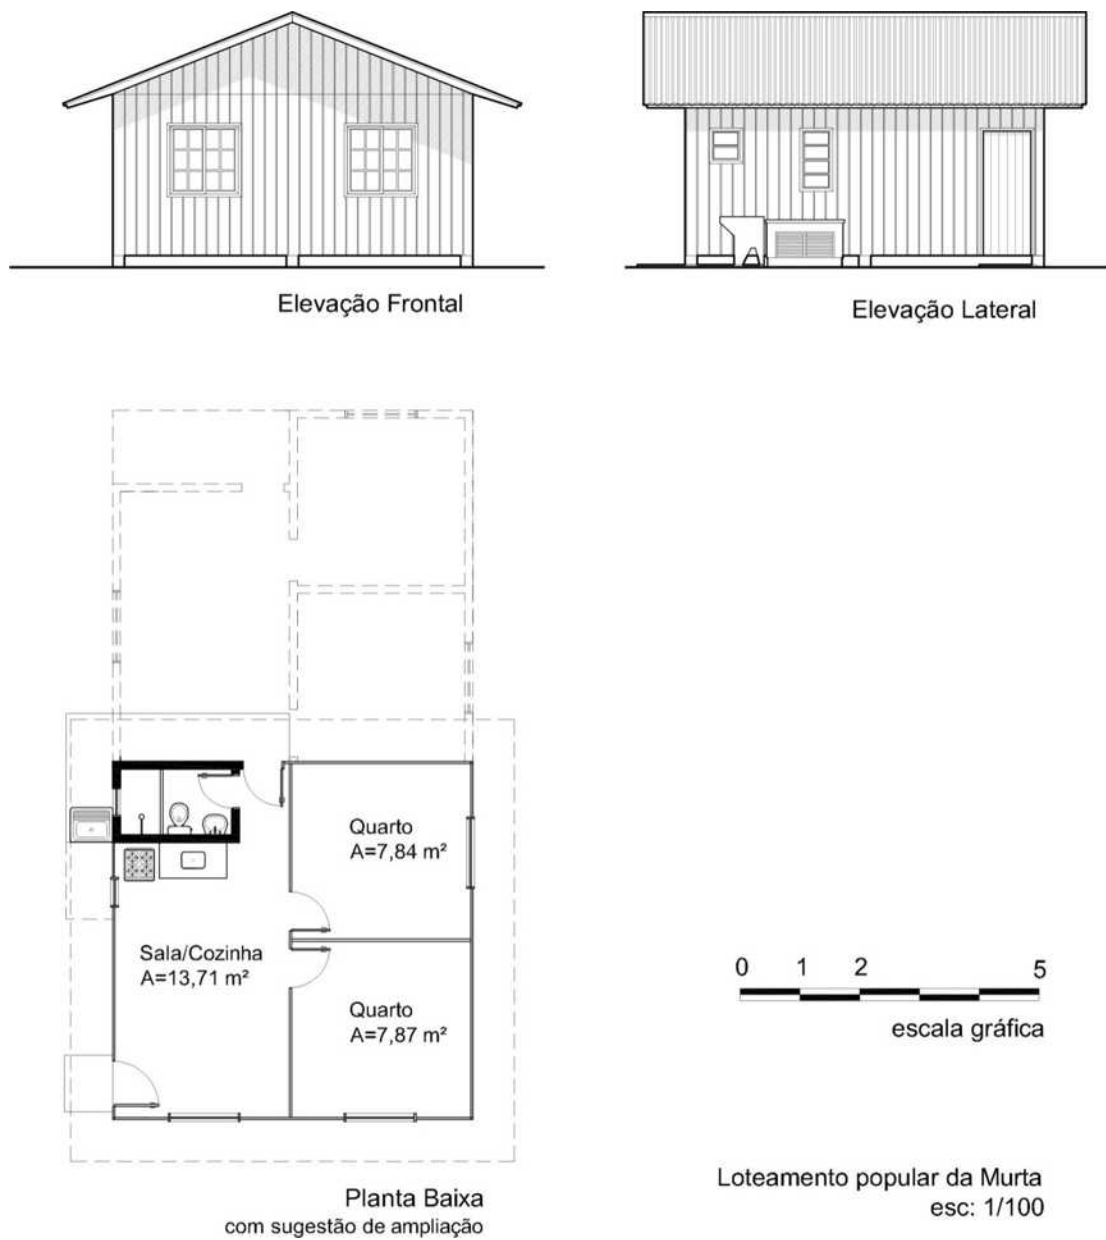 Elevação Frontal
Elevação Lateral
Quarto
A=7,84 m²
Sala/Cozinha
A=13,71 m²
Quarto
A=7,87 m²
0 1 2 5
escala gráfica
Planta Baixa
com sugestão de ampliação
Loteamento popular da Murta
esc: 1/100